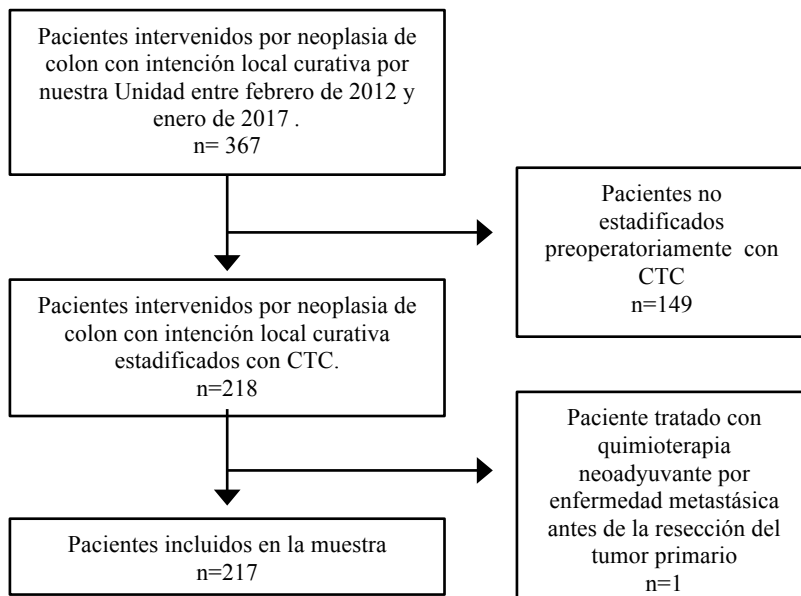 Pacientes intervenidos por neoplasia de
colon con intención local curativa por
nuestra Unidad entre febrero de 2012 y
enero de 2017 .
n= 367
Pacientes no
estadificados
preoperatoriamente con
CTC
n=149
Pacientes intervenidos por neoplasia de
colon con intención local curativa
estadificados con CTC.
n=218
Paciente tratado con
quimioterapia
neoadyuvante por
enfermedad metastásica
antes de la resección del
tumor primario
n=1
Pacientes incluidos en la muestra
n=217